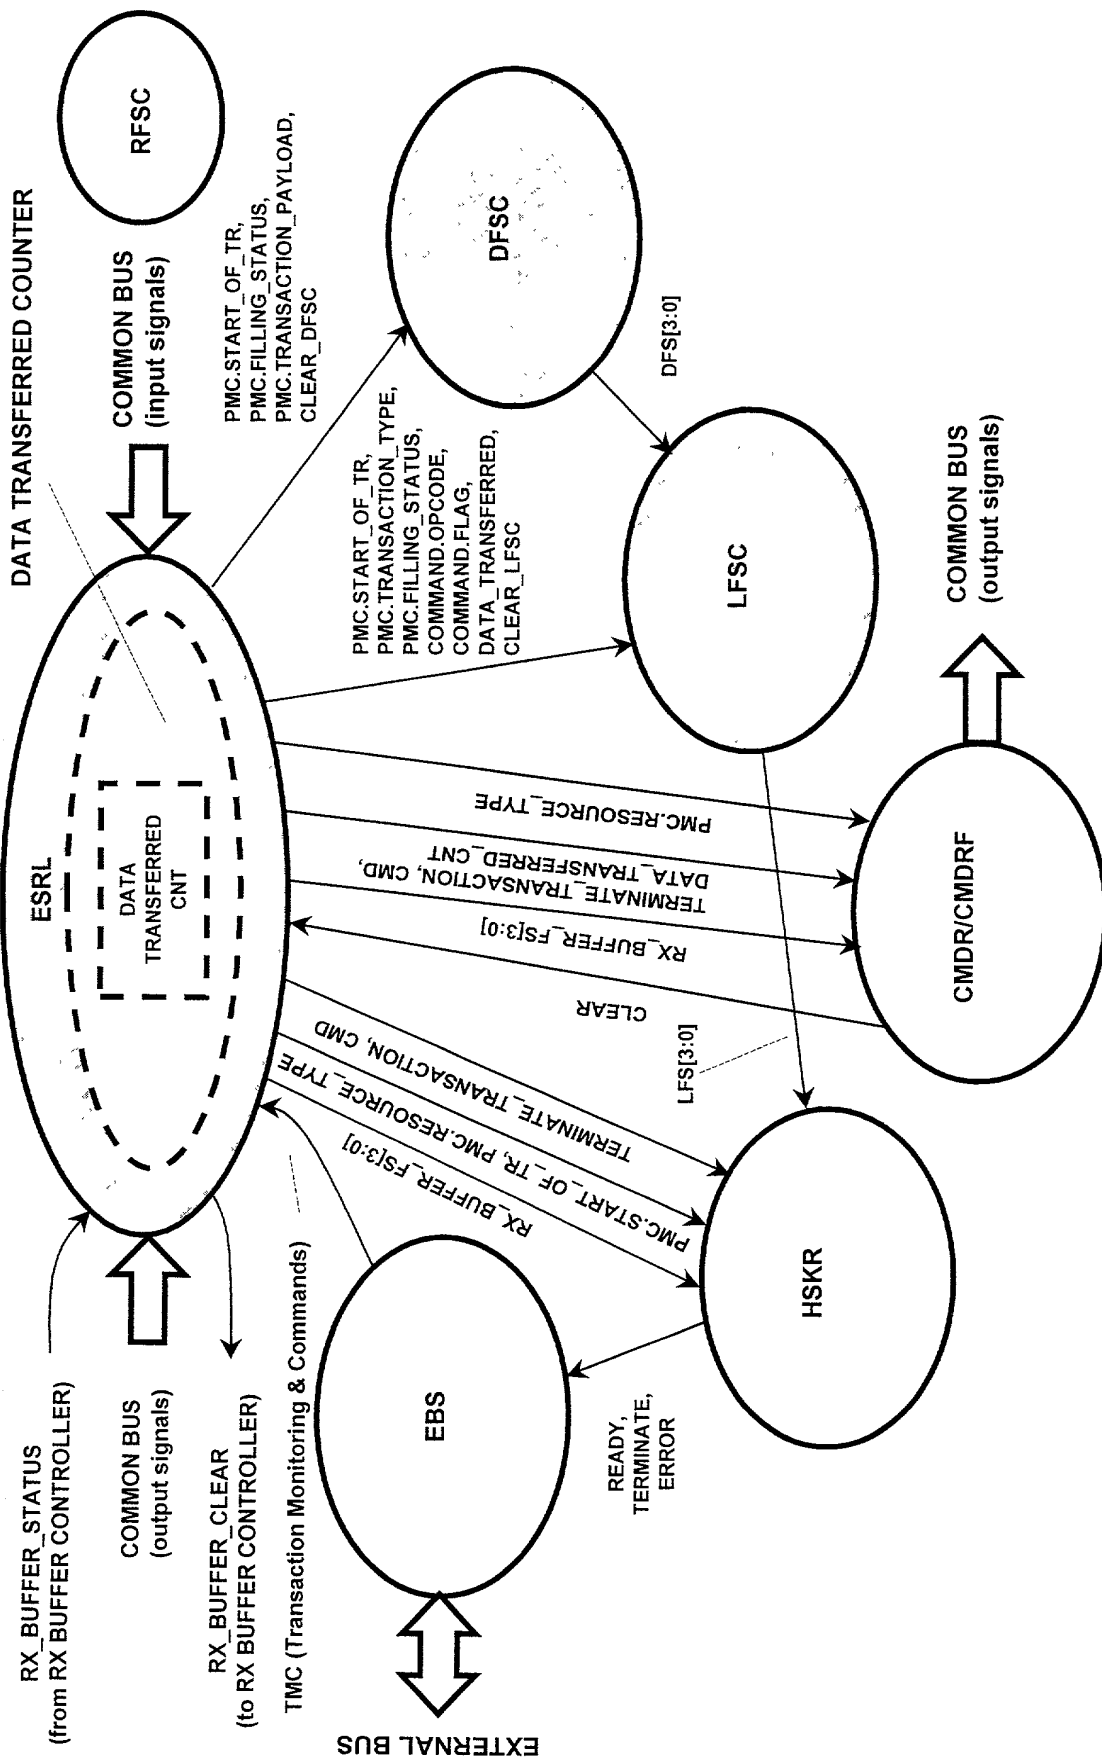 RX_BUFFER_STATUS
(from RX BUFFER CONTROLLER)
COMMON BUS
(output signals)
RX_BUFFER_CLEAR
(to RX BUFFER CONTROLLER)
TMC (Transaction Monitoring & Commands)
EXTERNAL BUS
ESRL
DATA
TRANSFERRED
CNT
DATA TRANSFERRED COUNTER
COMMON BUS
(input signals)
RFSC
PMC.START_OF_TR,
PMC.FILLING_STATUS,
PMC.TRANSACTION_PAYLOAD,
CLEAR_DFSC
DFSC
DFS[3:0]
PMC.START_OF_TR,
PMC.TRANSACTION_TYPE,
PMC.FILLING_STATUS,
COMMAND.OPCODE,
COMMAND.FLAG,
DATA_TRANSFERRED,
CLEAR_LFSC
LFSC
PMC.RESOURCE_TYPE
DATA_TRANSFERRED_CNT
TERMINATE_TRANSACTION, CMD,
RX_BUFFER_FS[3:0]
CLEAR
LFS[3:0]
TERMINATE_TRANSACTION, CMD
PMC.START_OF_TR, PMC.RESOURCE_TYPE
RX_BUFFER_FS[3:0]
EBS
READY,
TERMINATE,
ERROR
HSKR
CMDR/CMDRF
COMMON BUS
(output signals)